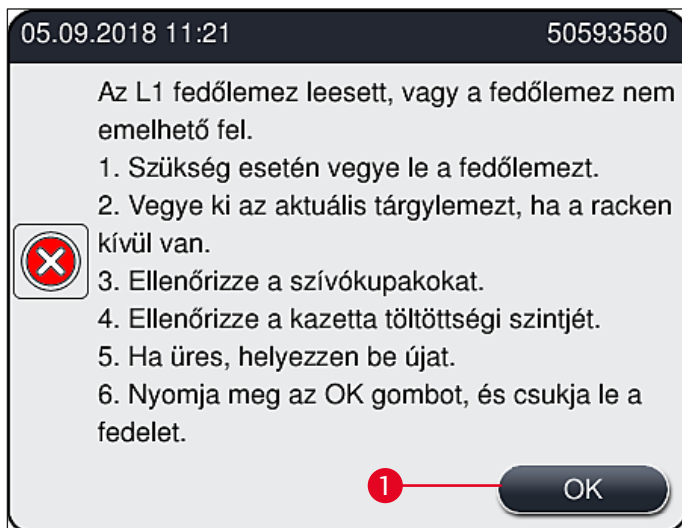 05.09.2018 11:21 50593580
Az L1 fedőlemez leesett, vagy a fedőlemez nem
emelhető fel.
1. Szükség esetén vegye le a fedőlemezt.
2. Vegye ki az aktuális tárgylemezt, ha a racken
kívül van.
3. Ellenőrizze a szívókupakokat.
4. Ellenőrizze a kazetta töltöttségi szintjét.
5. Ha üres, helyezzen be újat.
6. Nyomja meg az OK gombot, és csukja le a
fedelet.
1 OK